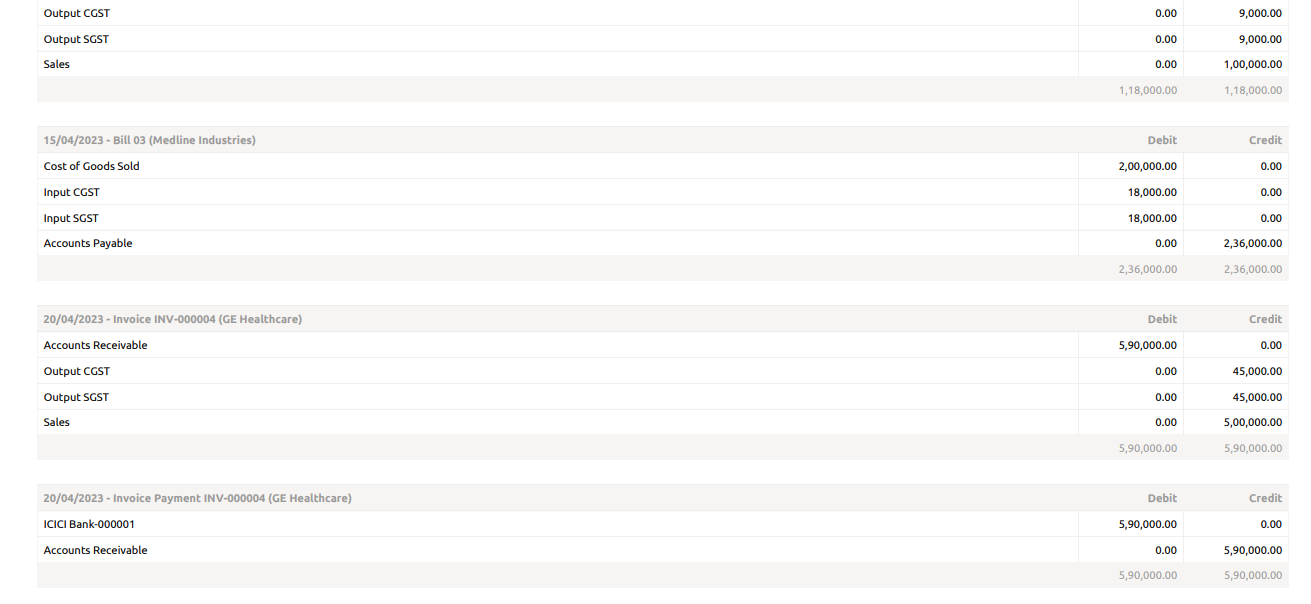 Output CGST 0.00 9,000.00
Output SGST 0.00 9,000.00
Sales 0.00 1,00,000.00
1,18,000.00 1,18,000.00
15/04/2023 - Bill 03 (Medline Industries) Debit Credit
Cost of Goods Sold 2,00,000.00 0.00
Input CGST 18,000.00 0.00
Input SGST 18,000.00 0.00
Accounts Payable 0.00 2,36,000.00
2,36,000.00 2,36,000.00
20/04/2023 - Invoice INV-000004 (GE Healthcare) Debit Credit
Accounts Receivable 5,90,000.00 0.00
Output CGST 0.00 45,000.00
Output SGST 0.00 45,000.00
Sales 0.00 5,00,000.00
5,90,000.00 5,90,000.00
20/04/2023 - Invoice Payment INV-000004 (GE Healthcare) Debit Credit
ICICI Bank-000001 5,90,000.00 0.00
Accounts Receivable 0.00 5,90,000.00
5,90,000.00 5,90,000.00